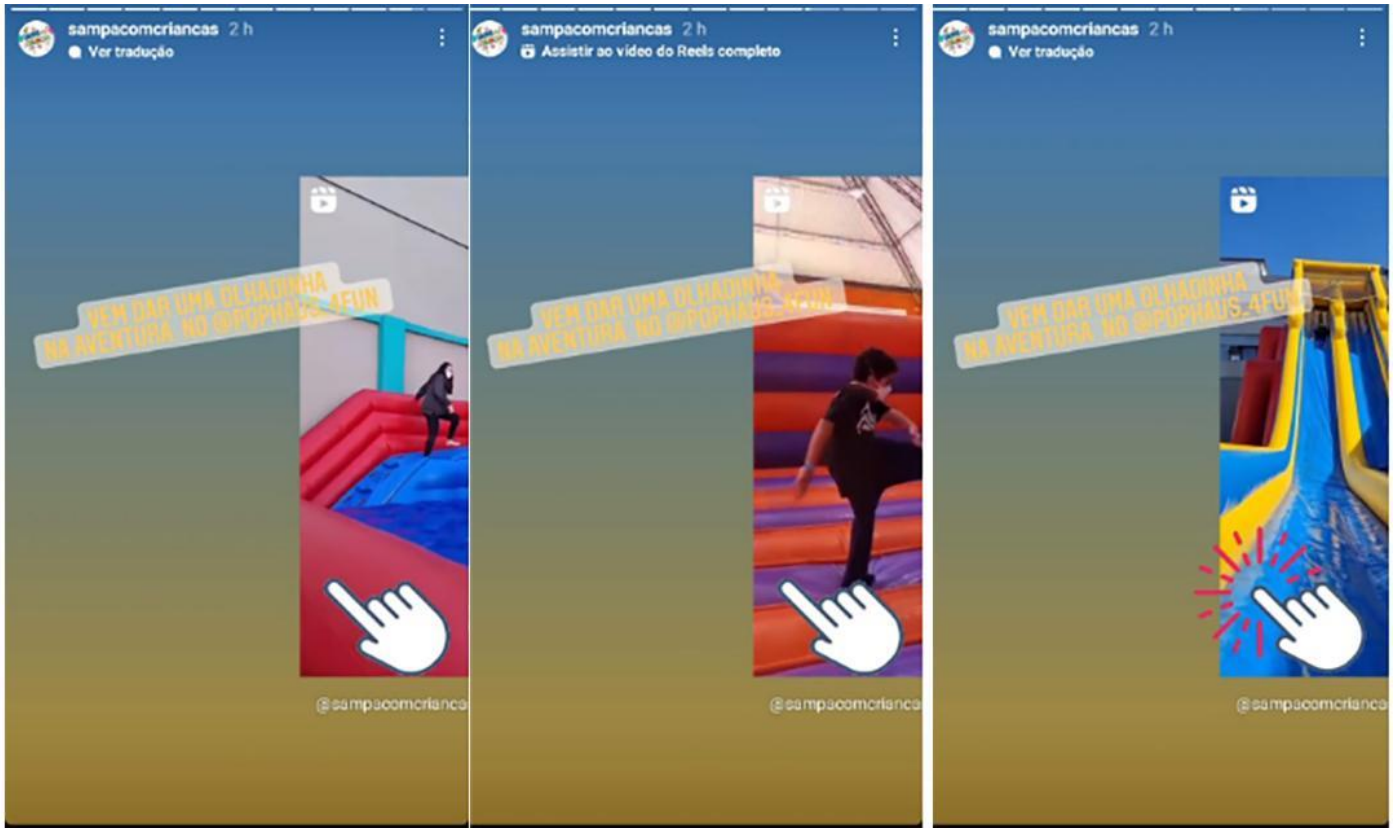 sampacomcriancas 2 h
Ver tradução
VEM DAR UMA OLHADINHA
NA AVENTURA NO @POPHAUS_4FUN
@sampacomcrianca
sampacomcriancas 2 h
Assistir ao vídeo do Reels completo
VEM DAR UMA OLHADINHA
NA AVENTURA NO @POPHAUS_4FUN
@sampacomcrianca
sampacomcriancas 2 h
Ver tradução
VEM DAR UMA OLHADINHA
NA AVENTURA NO @POPHAUS_4FUN
@sampacomcrianca